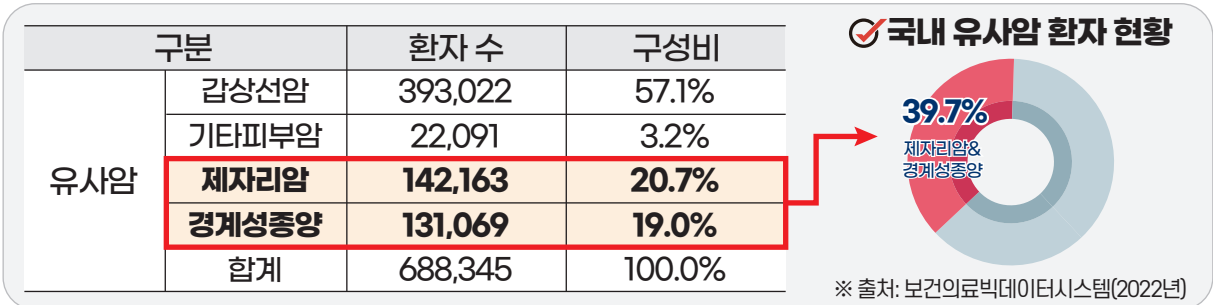 구분 환자 수 구성비
유사암 갑상선암 393,022 57.1%
기타피부암 22,091 3.2%
제자리암 142,163 20.7%
경계성종양 131,069 19.0%
합계 688,345 100.0%
국내 유사암 환자 현황
39.7%
제자리암&
경계성종양
※ 출처: 보건의료빅데이터시스템(2022년)